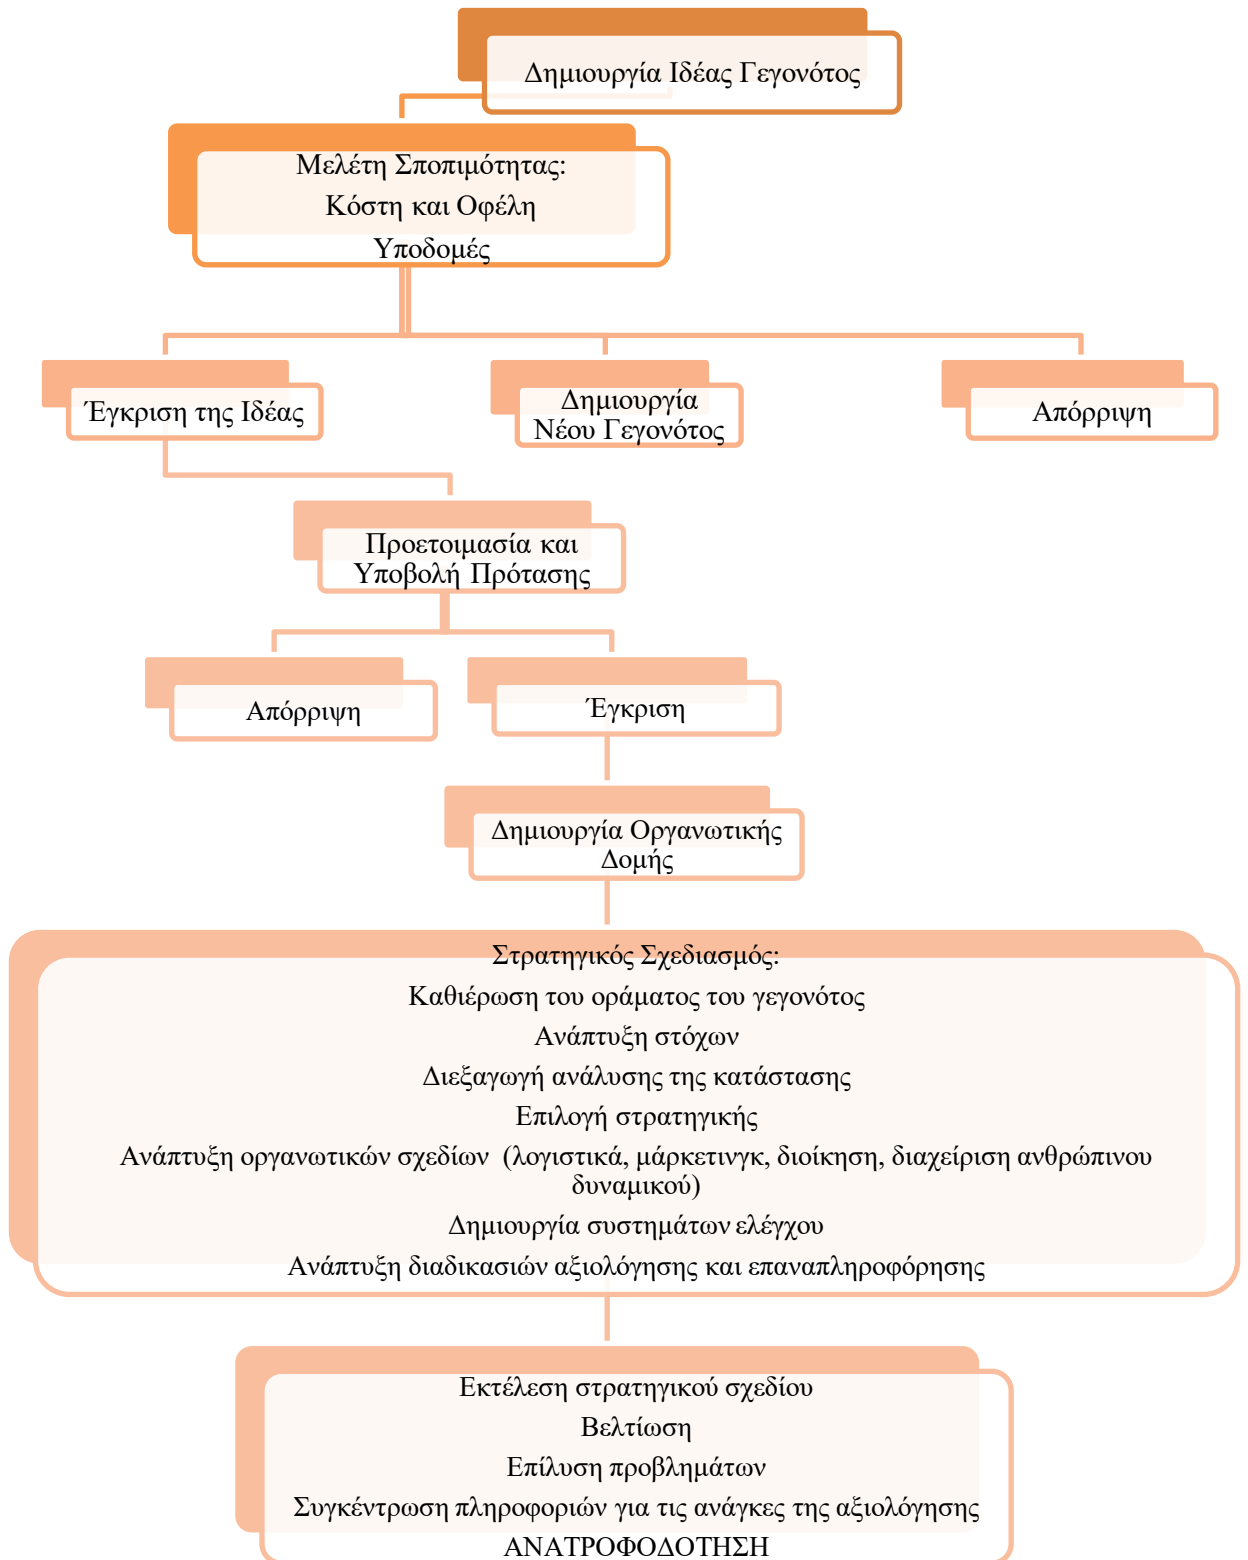 Δημιουργία Ιδέας Γεγονότος
Μελέτη Σποπιμότητας:
Κόστη και Οφέλη
Υποδομές
Έγκριση της Ιδέας
Δημιουργία
Νέου Γεγονότος
Απόρριψη
Προετοιμασία και
Υποβολή Πρότασης
Απόρριψη
Έγκριση
Δημιουργία Οργανωτικής
Δομής
Στρατηγικός Σχεδιασμός:
Καθιέρωση του οράματος του γεγονότος
Ανάπτυξη στόχων
Διεξαγωγή ανάλυσης της κατάστασης
Επιλογή στρατηγικής
Ανάπτυξη οργανωτικών σχεδίων (λογιστικά, μάρκετινγκ, διοίκηση, διαχείριση ανθρώπινου
δυναμικού)
Δημιουργία συστημάτων ελέγχου
Ανάπτυξη διαδικασιών αξιολόγησης και επαναπληροφόρησης
Εκτέλεση στρατηγικού σχεδίου
Βελτίωση
Επίλυση προβλημάτων
Συγκέντρωση πληροφοριών για τις ανάγκες της αξιολόγησης
ΑΝΑΤΡΟΦΟΔΟΤΗΣΗ